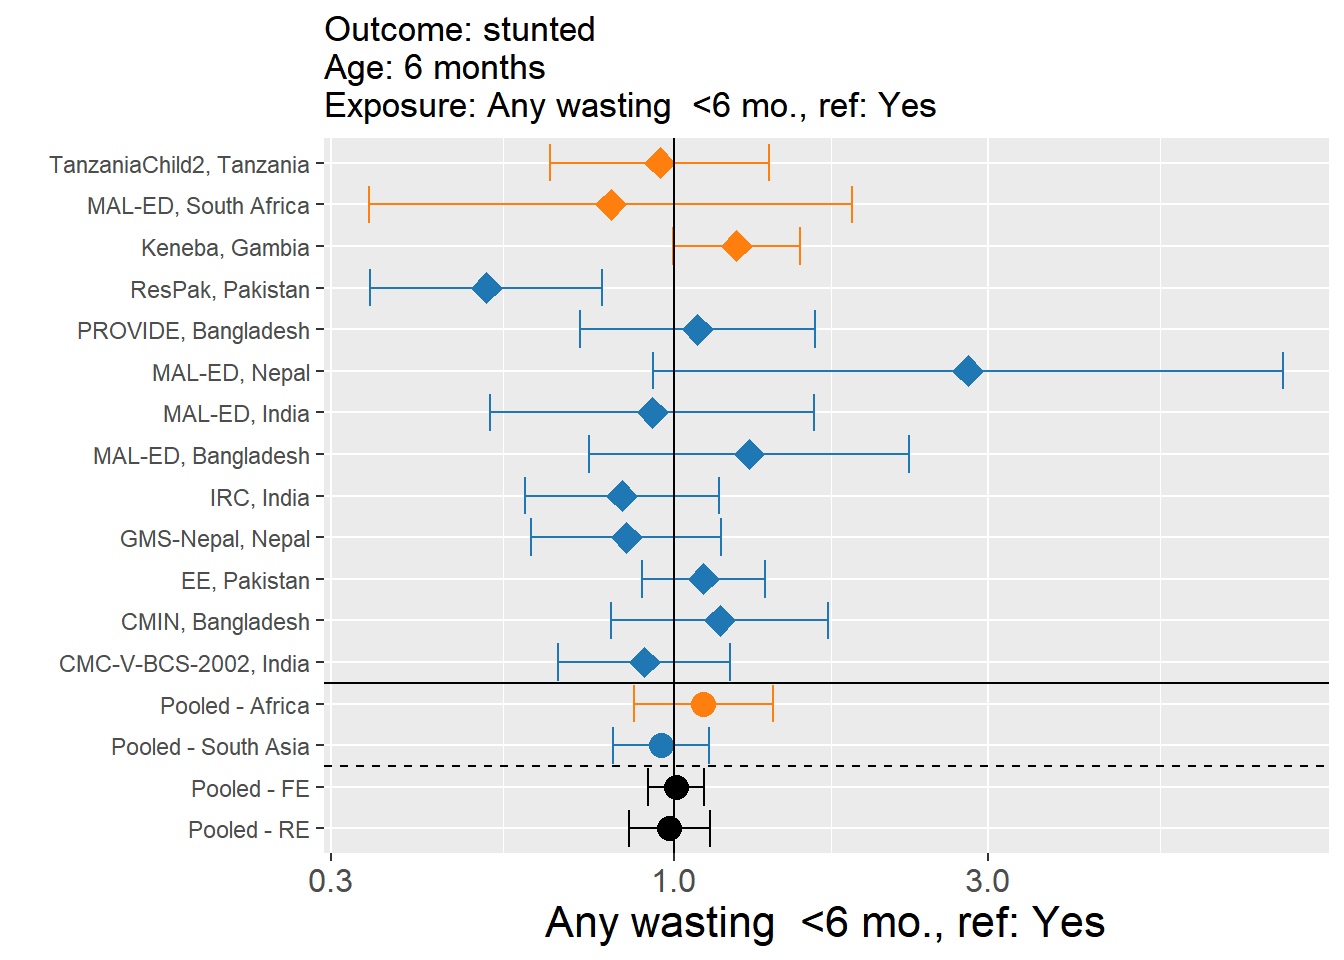 Outcome: stunted
Age: 6 months
Exposure: Any wasting  <6 mo., ref: Yes
TanzaniaChild2, Tanzania
MAL-ED, South Africa
Keneba, Gambia
ResPak, Pakistan
PROVIDE, Bangladesh
MAL-ED, Nepal
MAL-ED, India
MAL-ED, Bangladesh
IRC, India
GMS-Nepal, Nepal
EE, Pakistan
CMIN, Bangladesh
CMC-V-BCS-2002, India
Pooled - Africa
Pooled - South Asia
Pooled - FE
Pooled - RE
0.3 1.0 3.0
Any wasting  <6 mo., ref: Yes